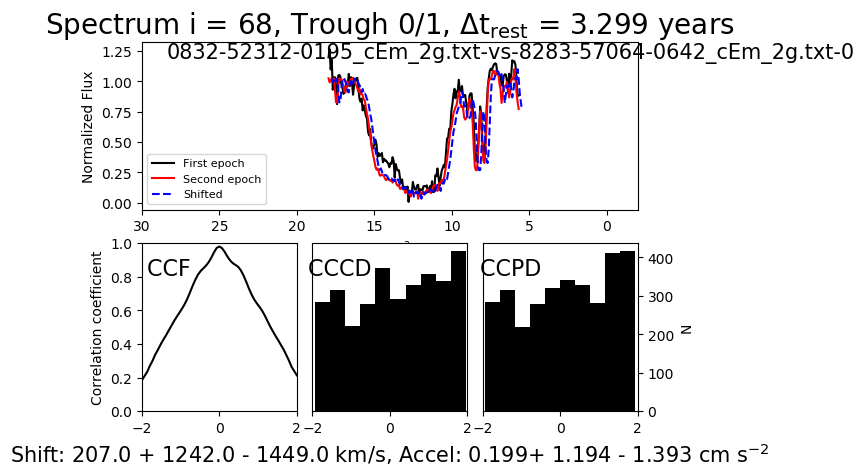 Spectrum i = 68, Trough 0/1, Δt_rest = 3.299 years
0832-52312-0195_cEm_2g.txt-vs-8283-57064-0642_cEm_2g.txt-0
Normalized Flux
1.25
1.00
0.75
0.50
0.25
0.00
First epoch
Second epoch
Shifted
30 25 20 15 10 5 0
Correlation coefficient
1.0
0.8
0.6
0.4
0.2
0.0
CCF
CCCD
CCPD
400
300
200
100
0
N
−2 0 2
−2 0 2
−2 0 2
Shift: 207.0 + 1242.0 - 1449.0 km/s, Accel: 0.199+ 1.194 - 1.393 cm s⁻²